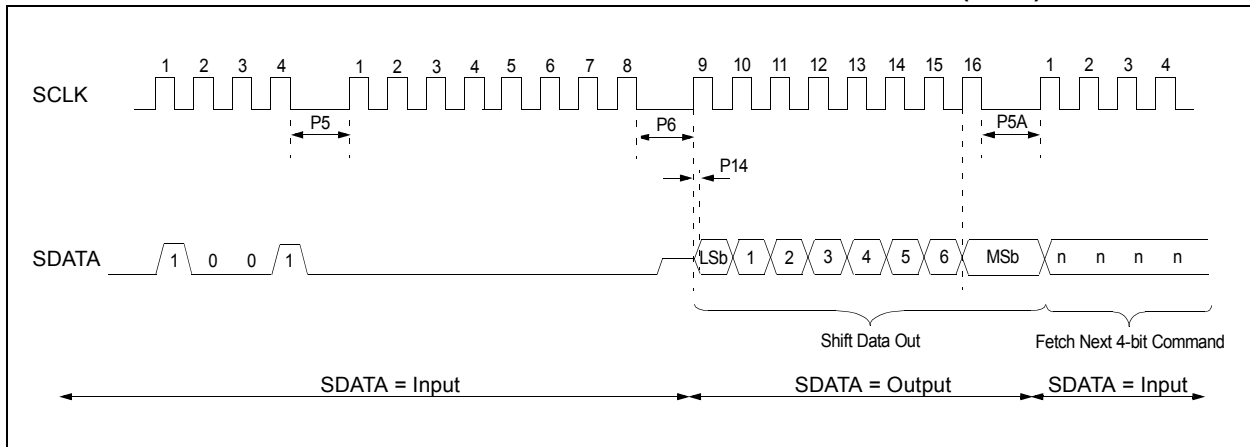 1 2 3 4 1 2 3 4 5 6 7 8 9 10 11 12 13 14 15 16 1 2 3 4
SCLK
P5 P6 P5A
P14
SDATA 1 0 0 1 LSb 1 2 3 4 5 6 MSb n n n n
Shift Data Out Fetch Next 4-bit Command
SDATA = Input SDATA = Output SDATA = Input